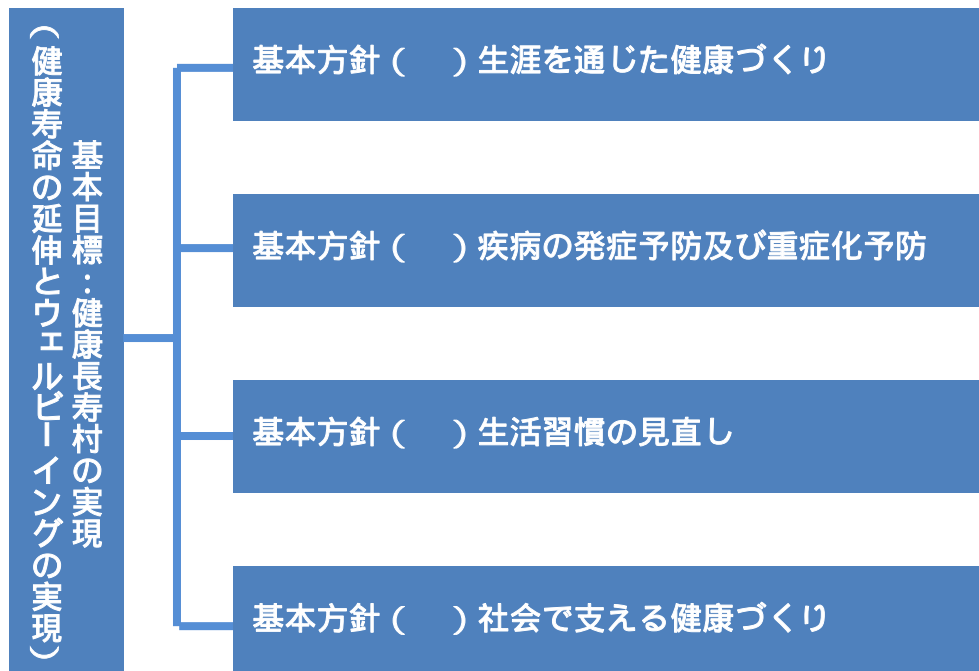 基本目標：健康長寿村の実現
（健康寿命の延伸とウェルビーイングの実現）
基本方針（　）生涯を通じた健康づくり
基本方針（　）疾病の発症予防及び重症化予防
基本方針（　）生活習慣の見直し
基本方針（　）社会で支える健康づくり